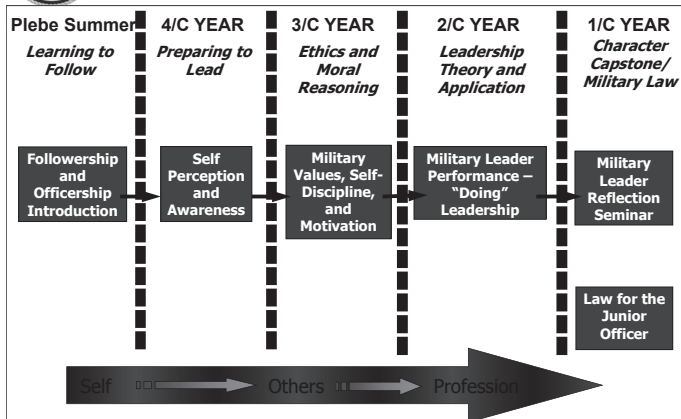 Plebe Summer
Learning to
Follow
4/C YEAR
Preparing to
Lead
3/C YEAR
Ethics and
Moral
Reasoning
2/C YEAR
Leadership
Theory and
Application
1/C YEAR
Character
Capstone/
Military Law
Followership
and
Officership
Introduction
Self
Perception
and
Awareness
Military
Values, Self-
Discipline,
and
Motivation
Military Leader
Performance –
“Doing”
Leadership
Military
Leader
Reflection
Seminar
Law for the
Junior
Officer
Self
Others
Profession